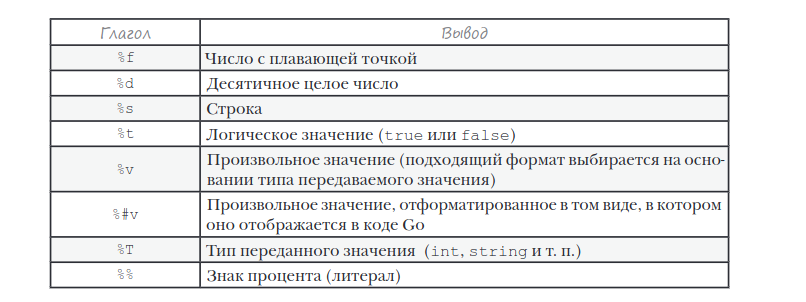 Глагол Вывод
%f Число с плавающей точкой
%d Десятичное целое число
%s Строка
%t Логическое значение (true или false)
%v Произвольное значение (подходящий формат выбирается на осно-
вании типа передаваемого значения)
%#v Произвольное значение, отформатированное в том виде, в котором
оно отображается в коде Go
%T Тип переданного значения (int, string и т. п.)
%% Знак процента (литерал)